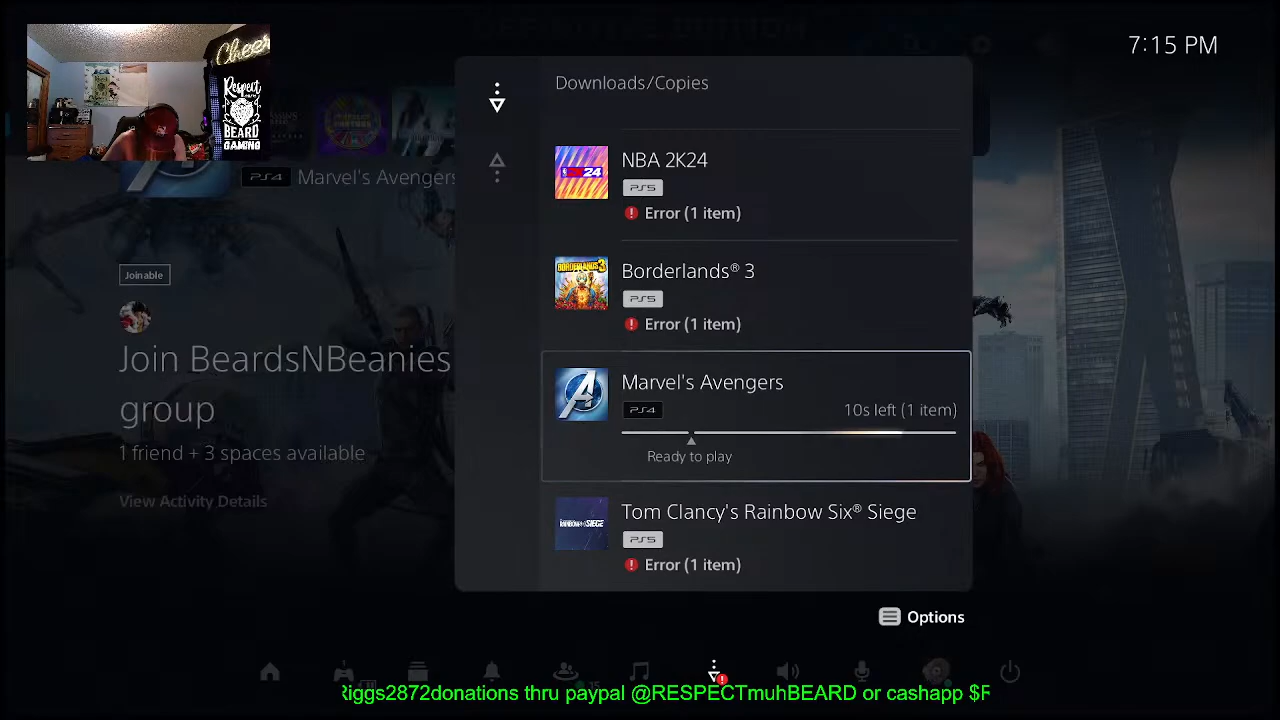 7:15 PM
Cheers
Respect
BEARD
GAMING
Downloads/Copies
NBA 2K24
PS5
Error (1 item)
PS4 Marvel's Avengers
Borderlands® 3
PS5
Error (1 item)
Joinable
Join BeardsNBeanies
group
1 friend + 3 spaces available
View Activity Details
Marvel's Avengers
PS4
10s left (1 item)
Ready to play
Tom Clancy's Rainbow Six® Siege
PS5
Error (1 item)
Options
Riggs2872donations thru paypal @RESPECTmuhBEARD or cashapp $F